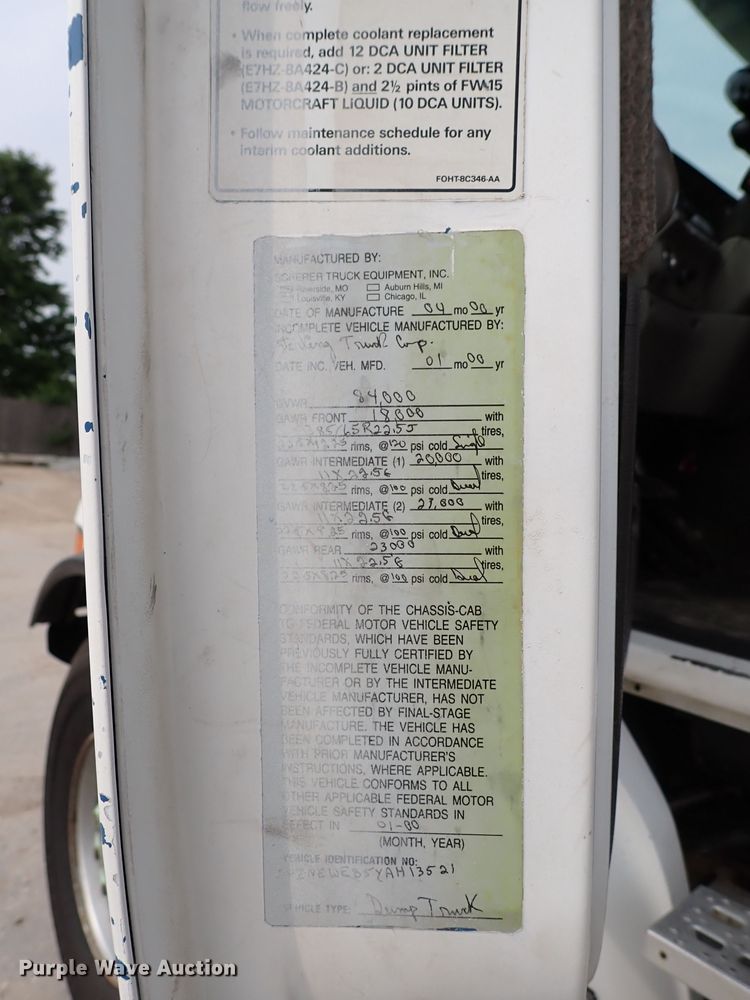 flow freely.
• When complete coolant replacement
is required, add 12 DCA UNIT FILTER
(E7HZ-8A424-C) or: 2 DCA UNIT FILTER
(E7HZ-8A424-B) and 2½ pints of FW-15
MOTORCRAFT LIQUID (10 DCA UNITS).
• Follow maintenance schedule for any
interim coolant additions.
FOHT-8C346-AA
MANUFACTURED BY:
SCHERER TRUCK EQUIPMENT, INC.
Riverside, MO Auburn Hills, MI
Louisville, KY Chicago, IL
DATE OF MANUFACTURE 04 mo 00 yr
INCOMPLETE VEHICLE MANUFACTURED BY:
Sterling Truck Corp.
DATE INC. VEH. MFD. 01 mo 00 yr
GVWR 84,000
GAWR FRONT 18000 with
tires,
rims, @ 120 psi cold Single
GAWR INTERMEDIATE (1) 20,000 with
tires,
rims, @ 100 psi cold Dual
GAWR INTERMEDIATE (2) with
tires,
rims, @ 100 psi cold Dual
GAWR REAR 23000 with
tires,
rims, @ 100 psi cold Dual
CONFORMITY OF THE CHASSIS-CAB
TO FEDERAL MOTOR VEHICLE SAFETY
STANDARDS, WHICH HAVE BEEN
PREVIOUSLY FULLY CERTIFIED BY
THE INCOMPLETE VEHICLE MANU-
FACTURER OR BY THE INTERMEDIATE
VEHICLE MANUFACTURER, HAS NOT
BEEN AFFECTED BY FINAL-STAGE
MANUFACTURE. THE VEHICLE HAS
BEEN COMPLETED IN ACCORDANCE
WITH PRIOR MANUFACTURER'S
INSTRUCTIONS, WHERE APPLICABLE.
THIS VEHICLE CONFORMS TO ALL
OTHER APPLICABLE FEDERAL MOTOR
VEHICLE SAFETY STANDARDS IN
EFFECT IN 01-00
(MONTH, YEAR)
VEHICLE IDENTIFICATION NO:
VEHICLE TYPE: Dump Truck
Purple Wave Auction